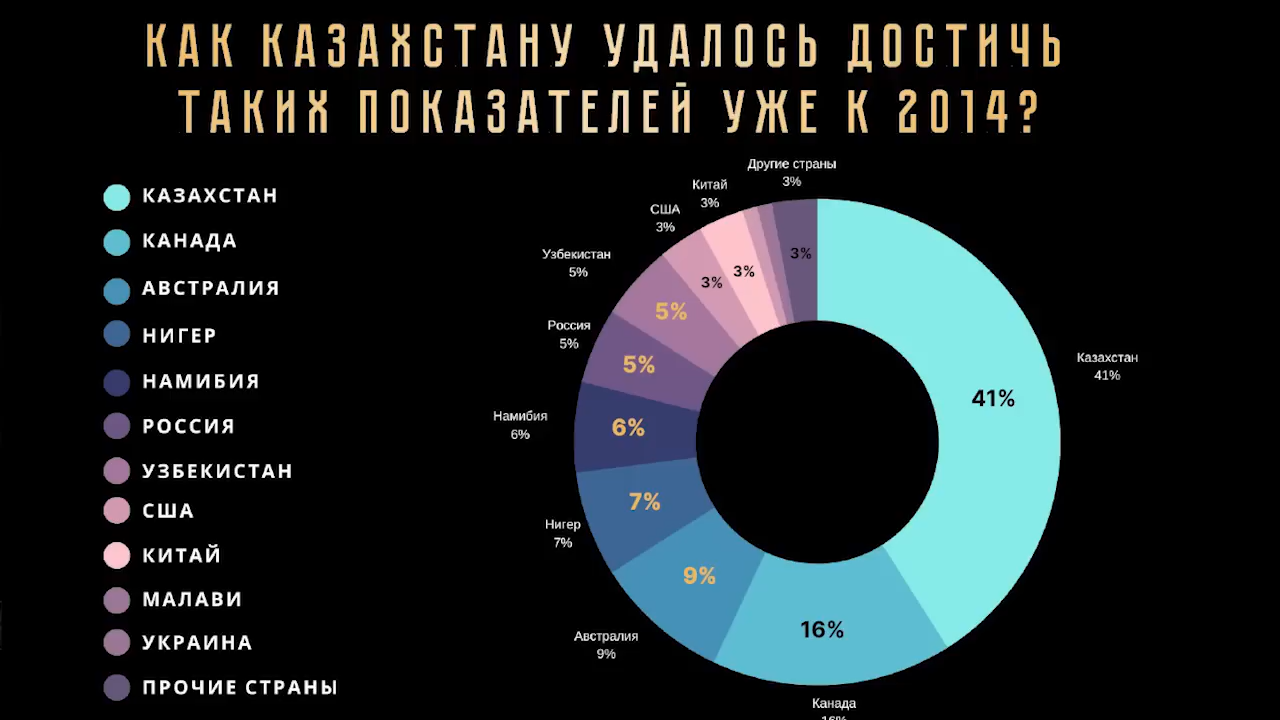 КАК КАЗАХСТАНУ УДАЛОСЬ ДОСТИЧЬ
ТАКИХ ПОКАЗАТЕЛЕЙ УЖЕ К 2014?
КАЗАХСТАН
КАНАДА
АВСТРАЛИЯ
НИГЕР
НАМИБИЯ
РОССИЯ
УЗБЕКИСТАН
США
КИТАЙ
МАЛАВИ
УКРАИНА
ПРОЧИЕ СТРАНЫ
Другие страны
3%
Китай
3%
США
3%
Узбекистан
5%
Россия
5%
Намибия
6%
Нигер
7%
Австралия
9%
Канада
16%
Казахстан
41%
3%
3%
3%
5%
5%
6%
7%
9%
16%
41%